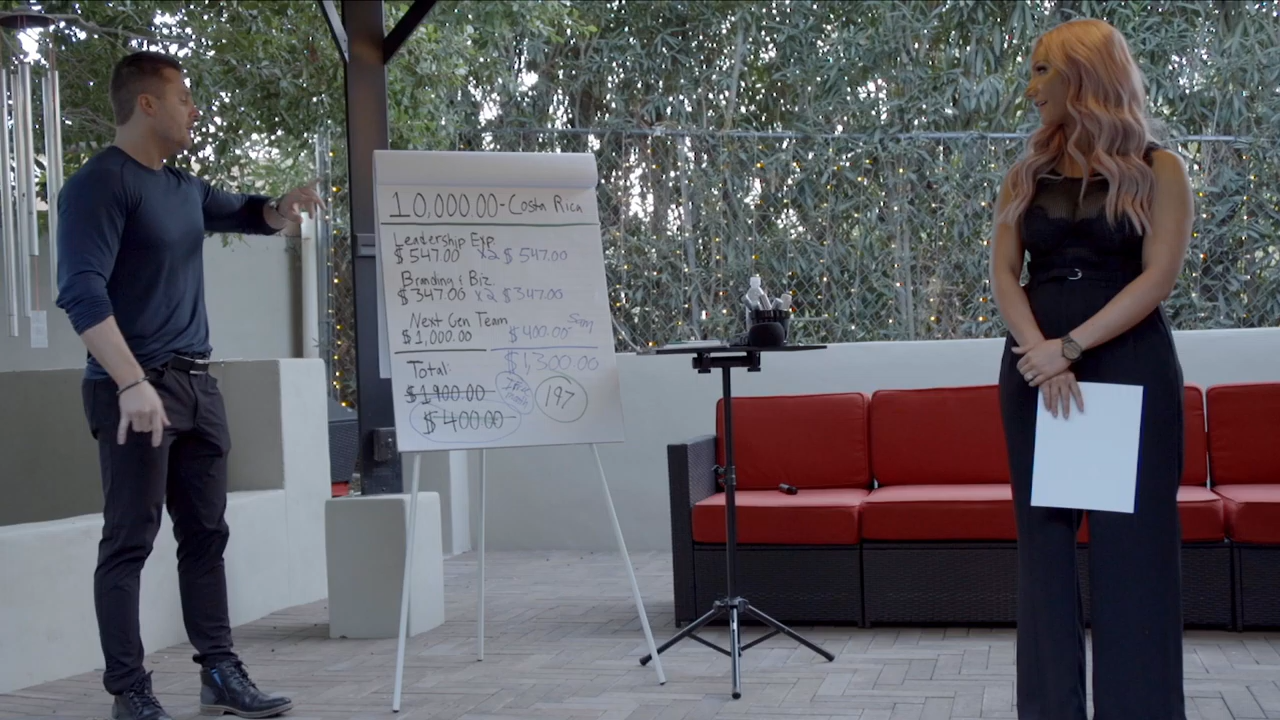 10,000.00-Costa Rica
Leadership Exp.
$547.00 x2 $547.00
Branding & Biz.
$347.00 x2 $347.00
Next Gen Team
$1,000.00 $400.00
Total: $1,300.00
$1,900.00
197
$5400.00